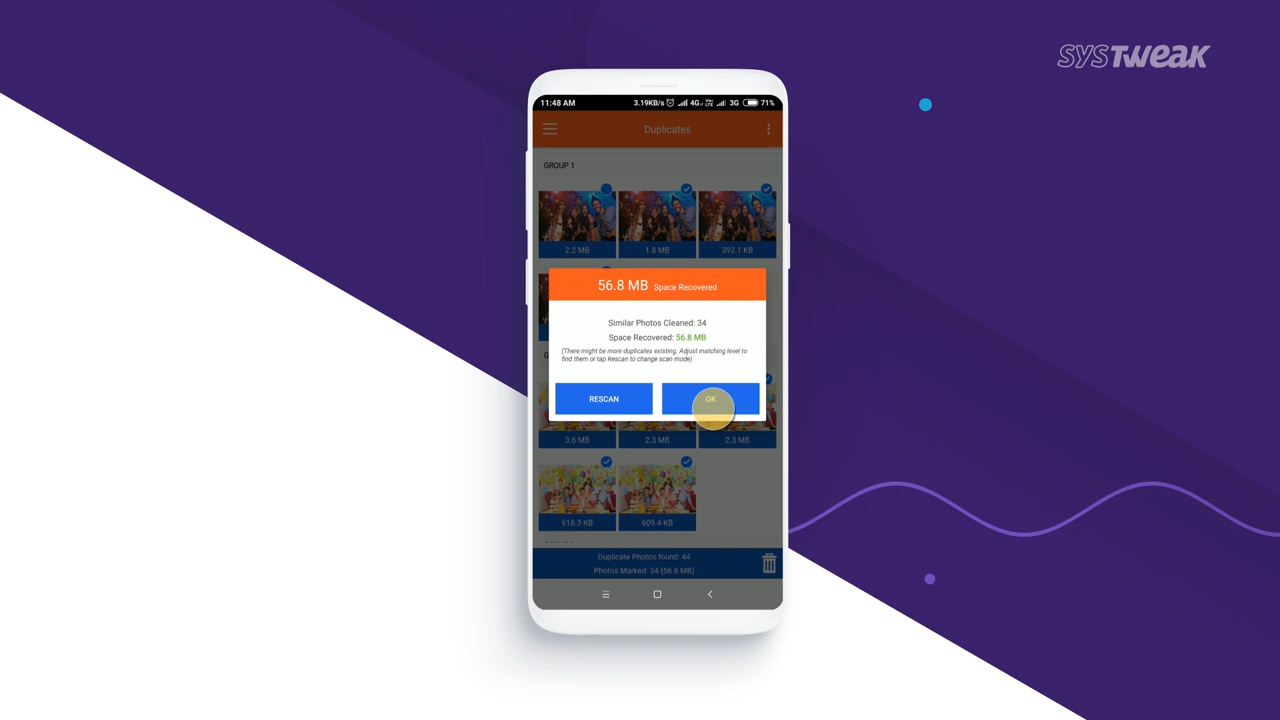 SYSTWEAK
11:48 AM 3.19KB/s 4G VoLTE 3G 71%
Duplicates
GROUP 1
2.2 MB 1.8 MB 392.1 KB
56.8 MB Space Recovered
Similar Photos Cleaned: 34
Space Recovered: 56.8 MB
(There might be more duplicates existing. Adjust matching level to
find them or tap Rescan to change scan mode)
RESCAN OK
3.6 MB 2.3 MB 2.3 MB
616.3 KB 609.4 KB
Duplicate Photos found: 44
Photos Marked: 34 (56.8 MB)